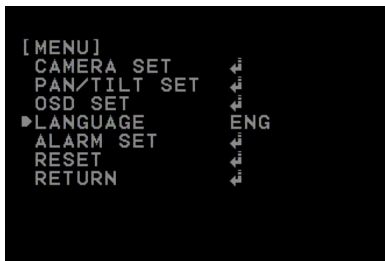 [MENU]
CAMERA SET ↲
PAN/TILT SET ↲
OSD SET ↲
▶LANGUAGE ENG
ALARM SET ↲
RESET ↲
RETURN ↲